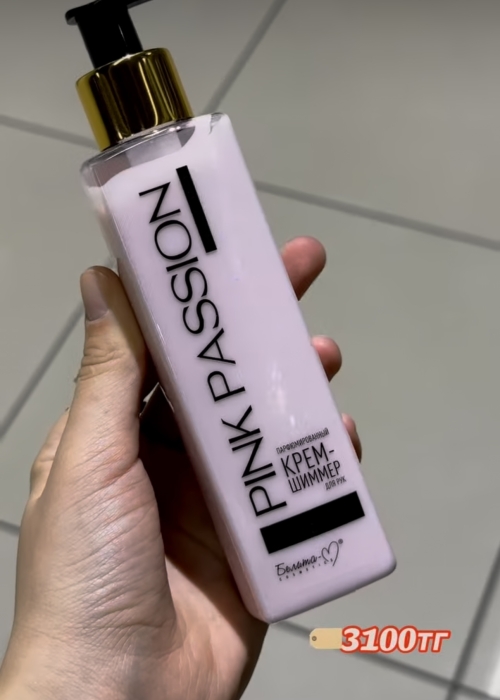 PINK PASSION
ПАРФЮМИРОВАННЫЙ
КРЕМ-
ШИММЕР
ДЛЯ РУК
Белита-М®
3100тг